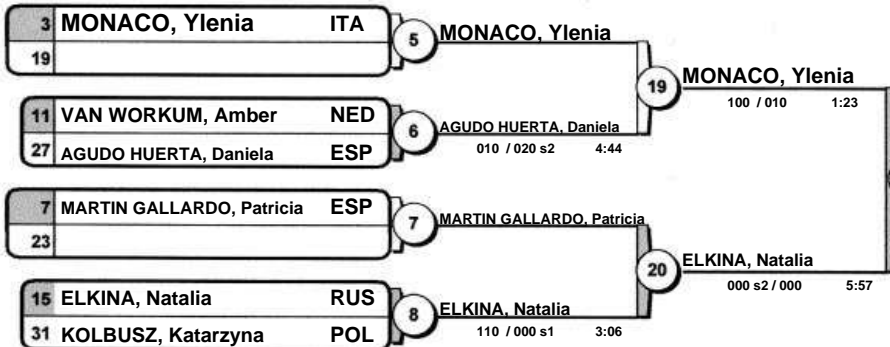 3 MONACO, Ylenia ITA
19
5
MONACO, Ylenia
11 VAN WORKUM, Amber NED
27 AGUDO HUERTA, Daniela ESP
6
AGUDO HUERTA, Daniela
010 / 020 s2 4:44
19
MONACO, Ylenia
100 / 010 1:23
7 MARTIN GALLARDO, Patricia ESP
23
7
MARTIN GALLARDO, Patricia
15 ELKINA, Natalia RUS
31 KOLBUSZ, Katarzyna POL
8
ELKINA, Natalia
110 / 000 s1 3:06
20
ELKINA, Natalia
000 s2 / 000 5:57